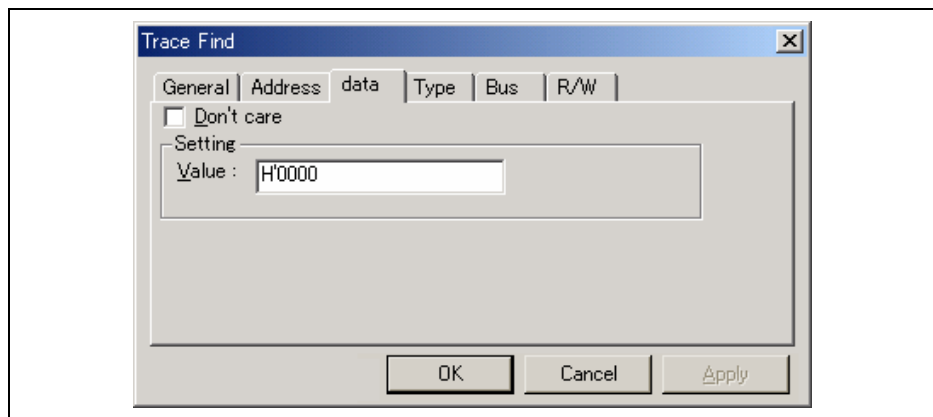 Trace Find
General Address data Type Bus R/W
Don't care
Setting
Value : H'0000
OK Cancel Apply